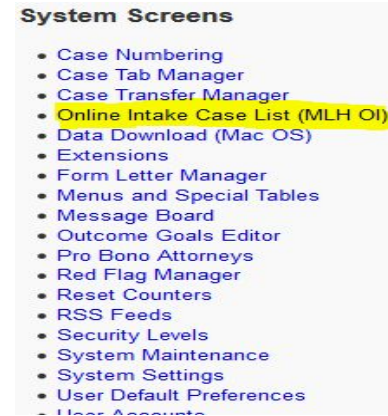 System Screens
Case Numbering
Case Tab Manager
Case Transfer Manager
Online Intake Case List (MLH OI)
Data Download (Mac OS)
Extensions
Form Letter Manager
Menus and Special Tables
Message Board
Outcome Goals Editor
Pro Bono Attorneys
Red Flag Manager
Reset Counters
RSS Feeds
Security Levels
System Maintenance
System Settings
User Default Preferences
User Accounts